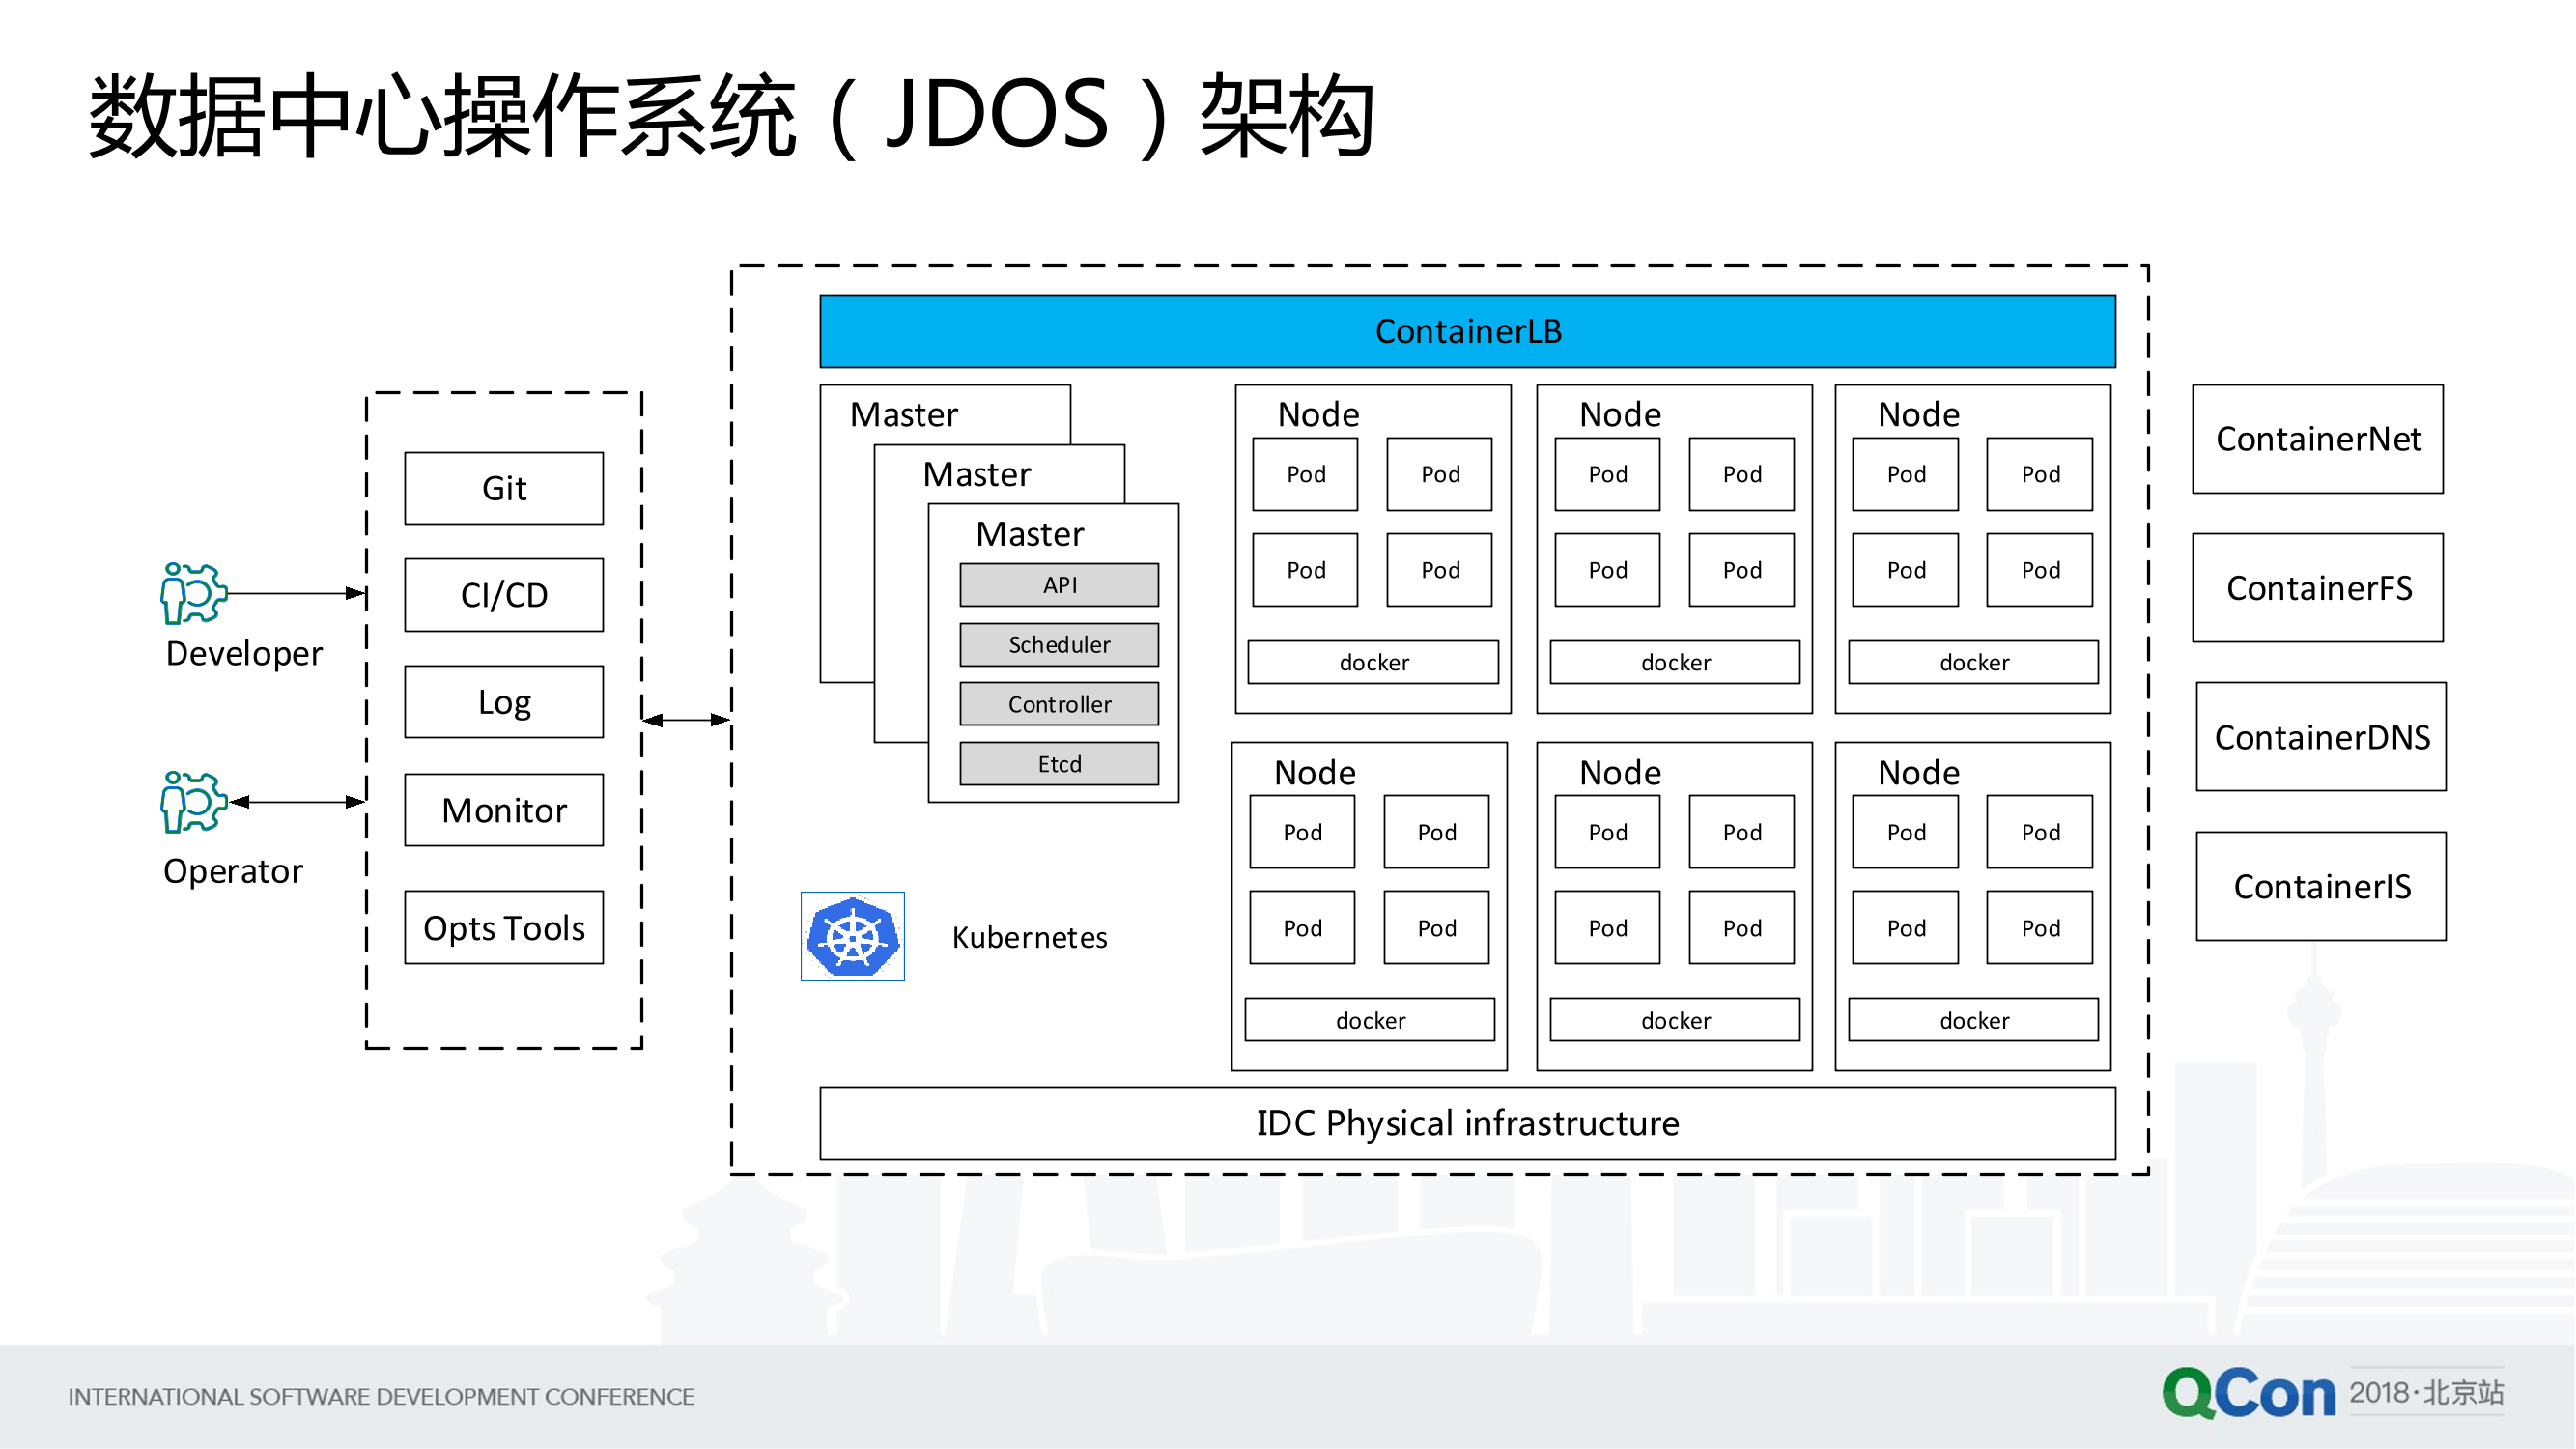 数据中心操作系统（JDOS）架构
Developer
Operator
Git
CI/CD
Log
Monitor
Opts Tools
ContainerLB
Master
Master
Master
API
Scheduler
Controller
Etcd
Kubernetes
Node
Pod
Pod
Pod
Pod
docker
Node
Pod
Pod
Pod
Pod
docker
Node
Pod
Pod
Pod
Pod
docker
Node
Pod
Pod
Pod
Pod
docker
Node
Pod
Pod
Pod
Pod
docker
Node
Pod
Pod
Pod
Pod
docker
IDC Physical infrastructure
ContainerNet
ContainerFS
ContainerDNS
ContainerIS
INTERNATIONAL SOFTWARE DEVELOPMENT CONFERENCE
QCon 2018·北京站